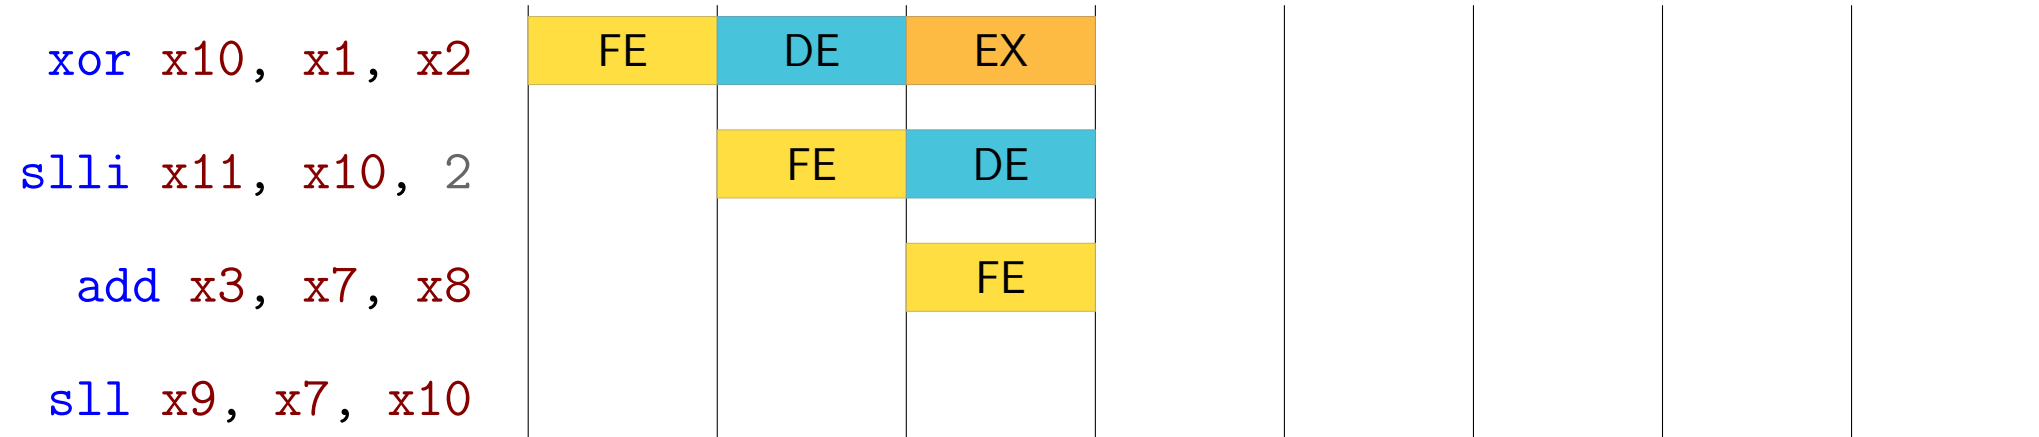 xor x10, x1, x2 FE DE EX
slli x11, x10, 2 FE DE
add x3, x7, x8 FE
sll x9, x7, x10